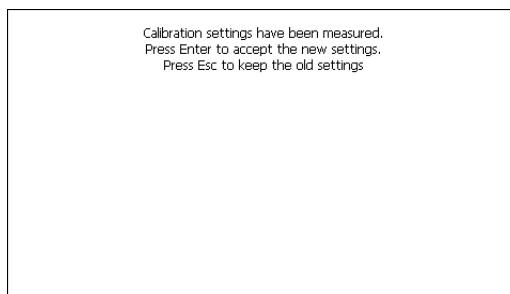 Calibration settings have been measured.
Press Enter to accept the new settings.
Press Esc to keep the old settings